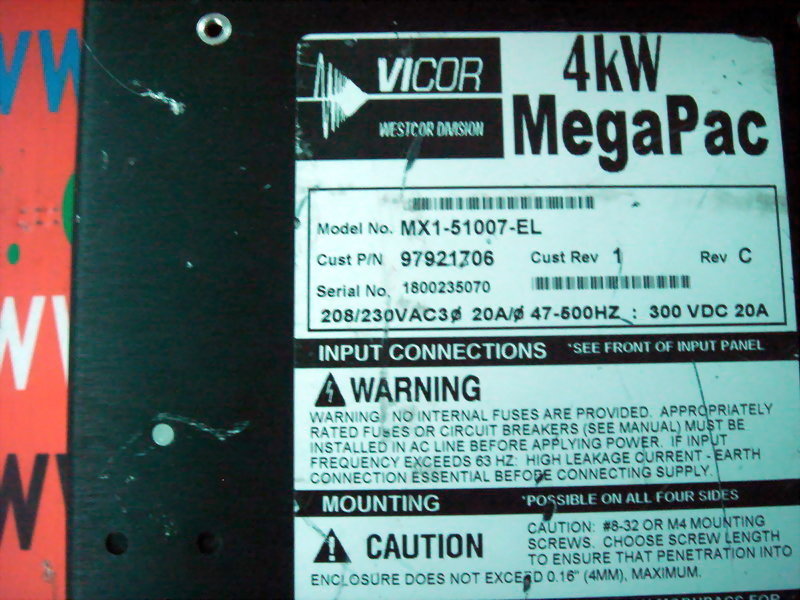 VICOR
WESTCOR DIVISION
4kW
MegaPac
Model No. MX1-51007-EL
Cust P/N 97921706 Cust Rev 1 Rev C
Serial No. 1800235070
208/230VAC3ø 20A/ø 47-500HZ : 300 VDC 20A
INPUT CONNECTIONS *SEE FRONT OF INPUT PANEL
WARNING
WARNING: NO INTERNAL FUSES ARE PROVIDED. APPROPRIATELY
RATED FUSES OR CIRCUIT BREAKERS (SEE MANUAL) MUST BE
INSTALLED IN AC LINE BEFORE APPLYING POWER. IF INPUT
FREQUENCY EXCEEDS 63 HZ: HIGH LEAKAGE CURRENT - EARTH
CONNECTION ESSENTIAL BEFORE CONNECTING SUPPLY.
MOUNTING *POSSIBLE ON ALL FOUR SIDES
CAUTION
CAUTION: #8-32 OR M4 MOUNTING
SCREWS. CHOOSE SCREW LENGTH
TO ENSURE THAT PENETRATION INTO
ENCLOSURE DOES NOT EXCEED 0.16" (4MM), MAXIMUM.